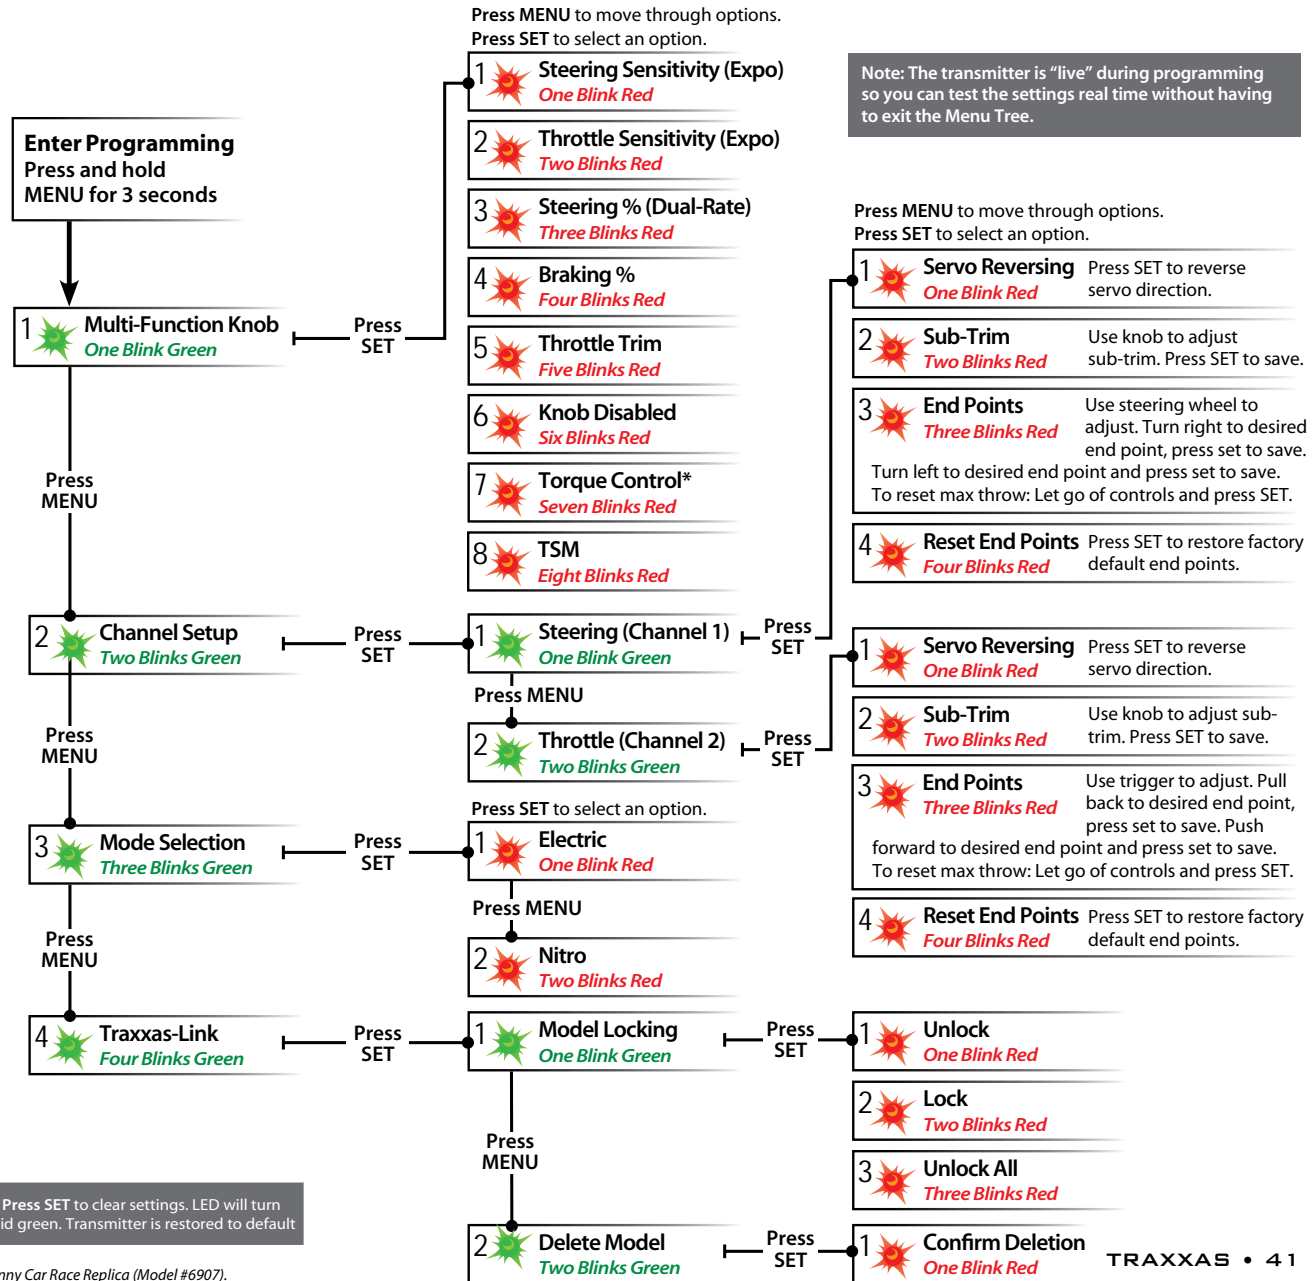 Press MENU to move through options.
Press SET to select an option.
1 Steering Sensitivity (Expo)
One Blink Red
2 Throttle Sensitivity (Expo)
Two Blinks Red
3 Steering % (Dual-Rate)
Three Blinks Red
4 Braking %
Four Blinks Red
5 Throttle Trim
Five Blinks Red
6 Knob Disabled
Six Blinks Red
7 Torque Control*
Seven Blinks Red
8 TSM
Eight Blinks Red
Note: The transmitter is “live” during programming
so you can test the settings real time without having
to exit the Menu Tree.
Enter Programming
Press and hold
MENU for 3 seconds
1 Multi-Function Knob
One Blink Green
Press
SET
Press
MENU
2 Channel Setup
Two Blinks Green
Press
SET
1 Steering (Channel 1)
One Blink Green
Press
SET
Press MENU
2 Throttle (Channel 2)
Two Blinks Green
Press
SET
Press MENU to move through options.
Press SET to select an option.
1 Servo Reversing Press SET to reverse
One Blink Red servo direction.
2 Sub-Trim Use knob to adjust
Two Blinks Red sub-trim. Press SET to save.
3 End Points Use steering wheel to
Three Blinks Red adjust. Turn right to desired
end point, press set to save.
Turn left to desired end point and press set to save.
To reset max throw: Let go of controls and press SET.
4 Reset End Points Press SET to restore factory
Four Blinks Red default end points.
1 Servo Reversing Press SET to reverse
One Blink Red servo direction.
2 Sub-Trim Use knob to adjust sub-
Two Blinks Red trim. Press SET to save.
3 End Points Use trigger to adjust. Pull
Three Blinks Red back to desired end point,
press set to save. Push
forward to desired end point and press set to save.
To reset max throw: Let go of controls and press SET.
4 Reset End Points Press SET to restore factory
Four Blinks Red default end points.
Press
MENU
3 Mode Selection
Three Blinks Green
Press
SET
Press SET to select an option.
1 Electric
One Blink Red
Press MENU
2 Nitro
Two Blinks Red
Press
MENU
4 Traxxas-Link
Four Blinks Green
Press
SET
1 Model Locking
One Blink Green
Press
SET
1 Unlock
One Blink Red
2 Lock
Two Blinks Red
3 Unlock All
Three Blinks Red
Press
MENU
2 Delete Model
Two Blinks Green
Press
SET
1 Confirm Deletion
One Blink Red
Press SET to clear settings. LED will turn
id green. Transmitter is restored to default
nny Car Race Replica (Model #6907).
TRAXXAS • 41